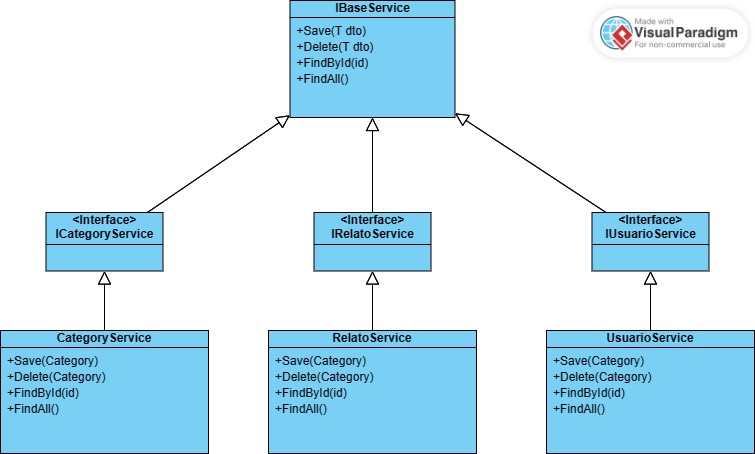 IBaseService
+Save(T dto)
+Delete(T dto)
+FindById(id)
+FindAll()
Made with
VisualParadigm
For non-commercial use
<Interface>
ICategoryService
<Interface>
IRelatoService
<Interface>
IUsuarioService
CategoryService
+Save(Category)
+Delete(Category)
+FindById(id)
+FindAll()
RelatoService
+Save(Category)
+Delete(Category)
+FindById(id)
+FindAll()
UsuarioService
+Save(Category)
+Delete(Category)
+FindById(id)
+FindAll()